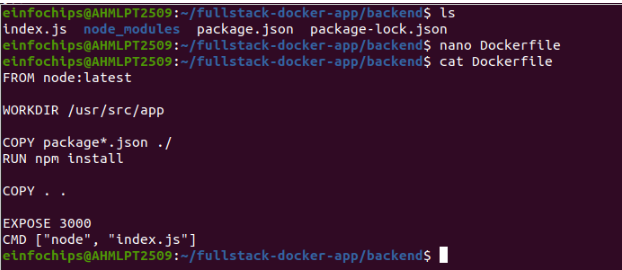 einfochips@AHMLPT2509:~/fullstack-docker-app/backend$ ls
index.js  node_modules  package.json  package-lock.json
einfochips@AHMLPT2509:~/fullstack-docker-app/backend$ nano Dockerfile
einfochips@AHMLPT2509:~/fullstack-docker-app/backend$ cat Dockerfile
FROM node:latest
WORKDIR /usr/src/app
COPY package*.json ./
RUN npm install
COPY . .
EXPOSE 3000
CMD ["node", "index.js"]
einfochips@AHMLPT2509:~/fullstack-docker-app/backend$